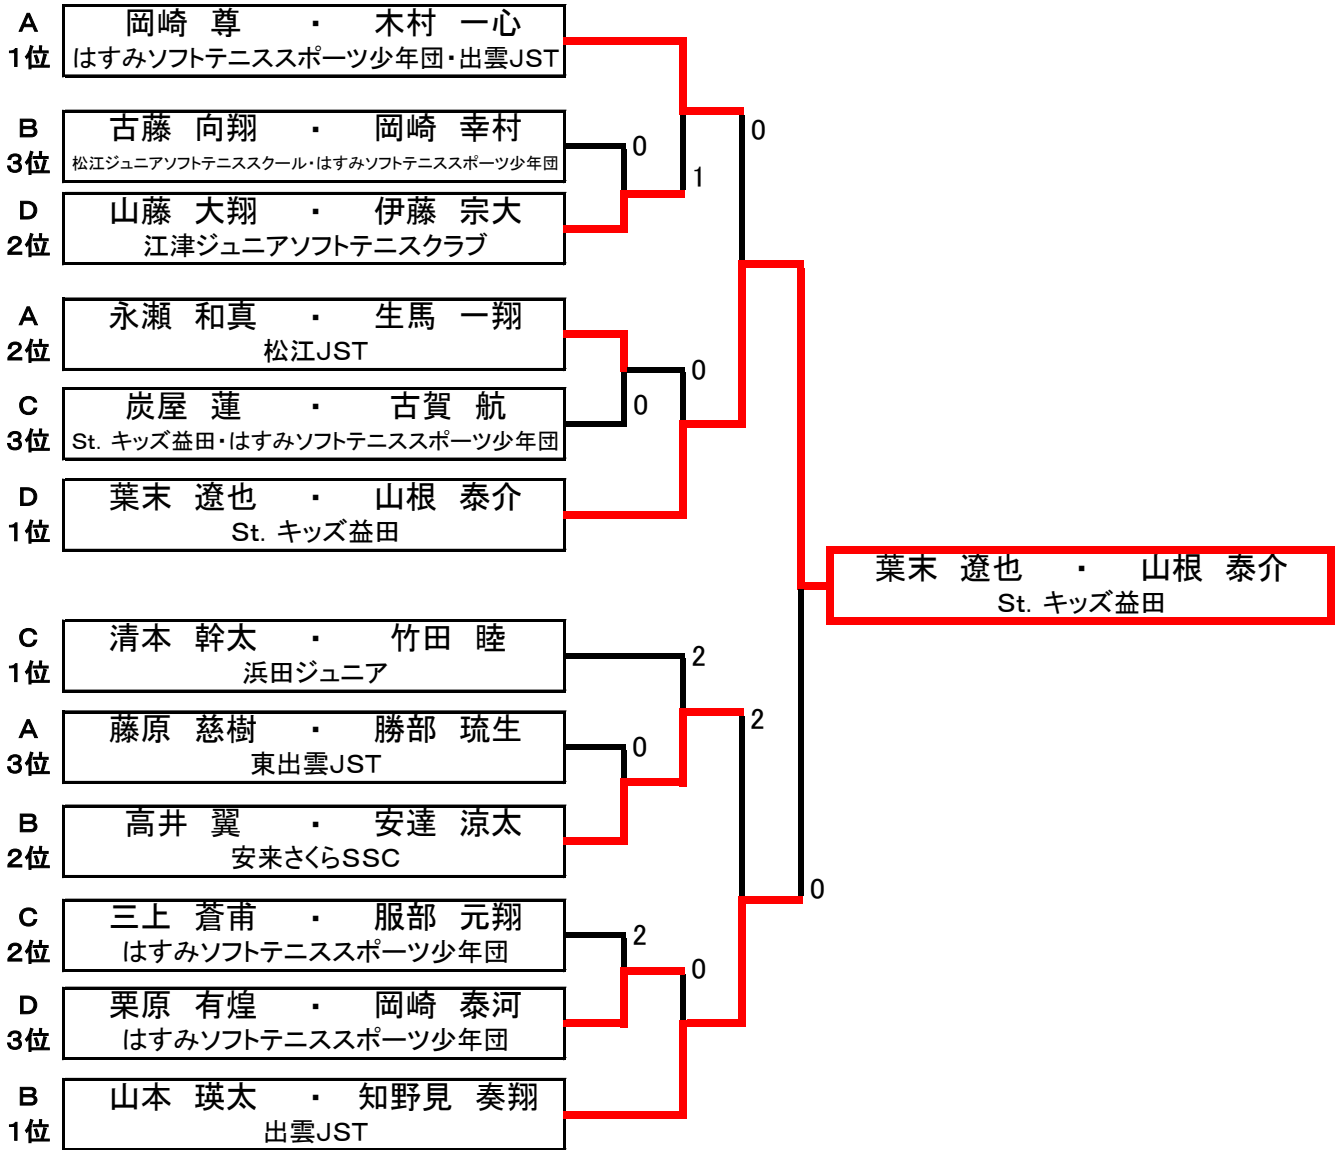 A
1位
岡崎 尊 ・ 木村 一心
はすみソフトテニススポーツ少年団・出雲JST
0
B
3位
古藤 向翔 ・ 岡崎 幸村
松江ジュニアソフトテニススクール・はすみソフトテニススポーツ少年団
0
1
D
2位
山藤 大翔 ・ 伊藤 宗大
江津ジュニアソフトテニスクラブ
A
2位
永瀬 和真 ・ 生馬 一翔
松江JST
0
C
3位
炭屋 蓮 ・ 古賀 航
St. キッズ益田・はすみソフトテニススポーツ少年団
0
D
1位
葉末 遼也 ・ 山根 泰介
St. キッズ益田
葉末 遼也 ・ 山根 泰介
St. キッズ益田
C
1位
清本 幹太 ・ 竹田 睦
浜田ジュニア
2
A
3位
藤原 慈樹 ・ 勝部 琉生
東出雲JST
0
2
B
2位
高井 翼 ・ 安達 涼太
安来さくらSSC
0
C
2位
三上 蒼甫 ・ 服部 元翔
はすみソフトテニススポーツ少年団
2
0
D
3位
栗原 有煌 ・ 岡崎 泰河
はすみソフトテニススポーツ少年団
B
1位
山本 瑛太 ・ 知野見 奏翔
出雲JST